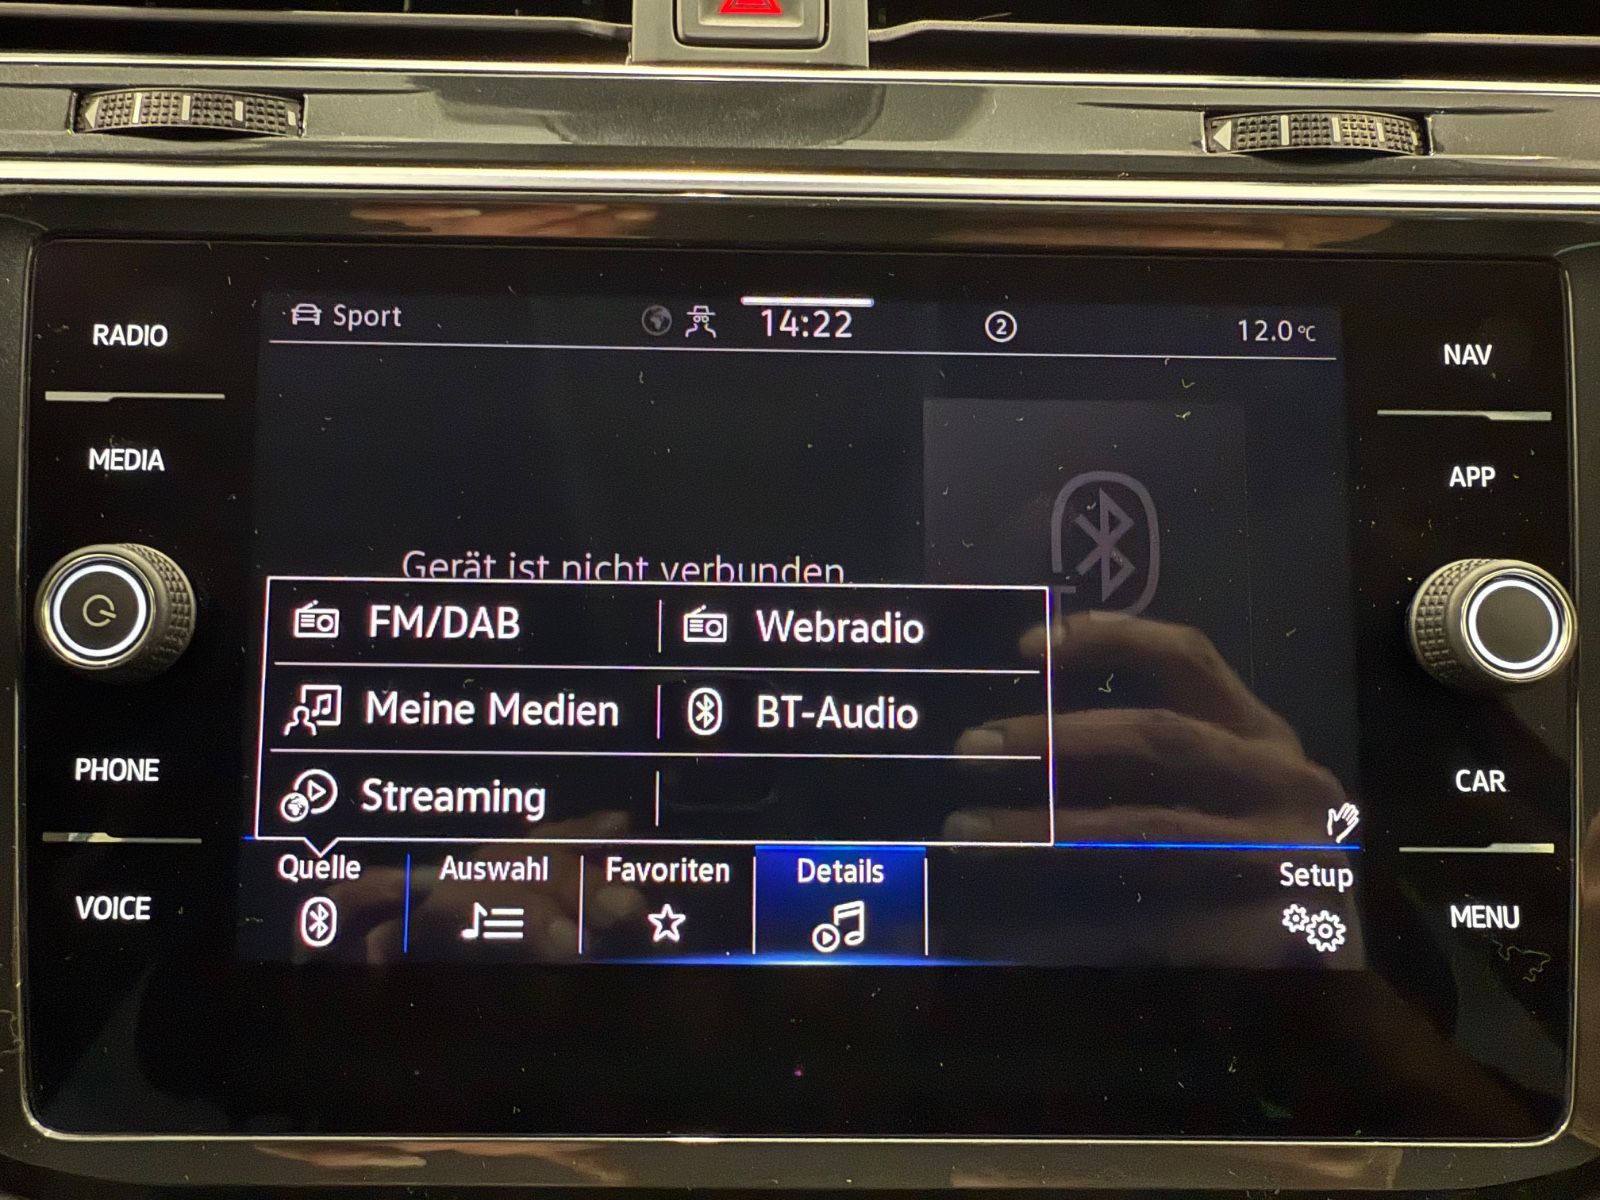 Sport
14:22
2
12.0°C
RADIO
NAV
MEDIA
APP
Gerät ist nicht verbunden.
FM/DAB
Webradio
Meine Medien
BT-Audio
PHONE
CAR
Streaming
Quelle
Auswahl
Favoriten
Details
Setup
VOICE
MENU